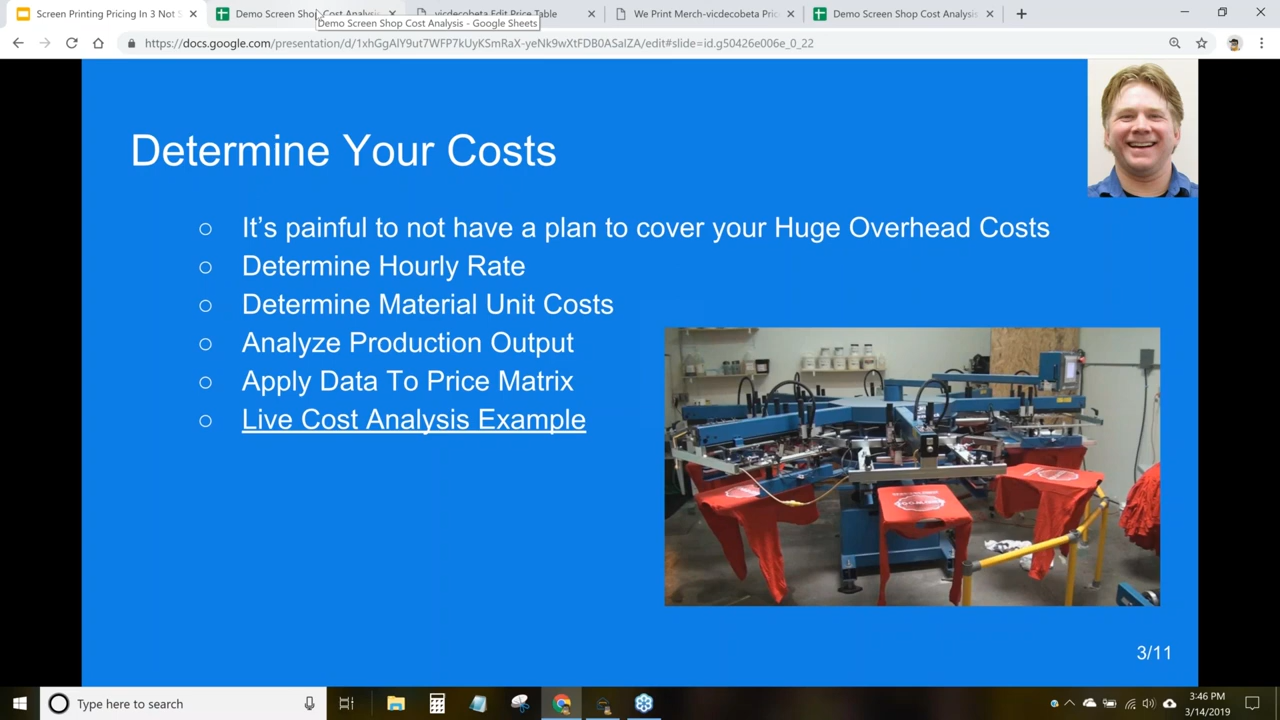 Screen Printing Pricing In 3 Not S
Demo Screen Shop Cost Analysis
vicdecobeta Edit Price Table
We Print Merch-vicdecobeta Pric
Demo Screen Shop Cost Analysis
Demo Screen Shop Cost Analysis - Google Sheets
https://docs.google.com/presentation/d/1xhGgAlY9ut7WFP7kUyKSmRaX-yeNk9wXtFDB0ASaIZA/edit#slide=id.g50426e006e_0_22
Determine Your Costs
It's painful to not have a plan to cover your Huge Overhead Costs
Determine Hourly Rate
Determine Material Unit Costs
Analyze Production Output
Apply Data To Price Matrix
Live Cost Analysis Example
3/11
Type here to search
3:46 PM
3/14/2019